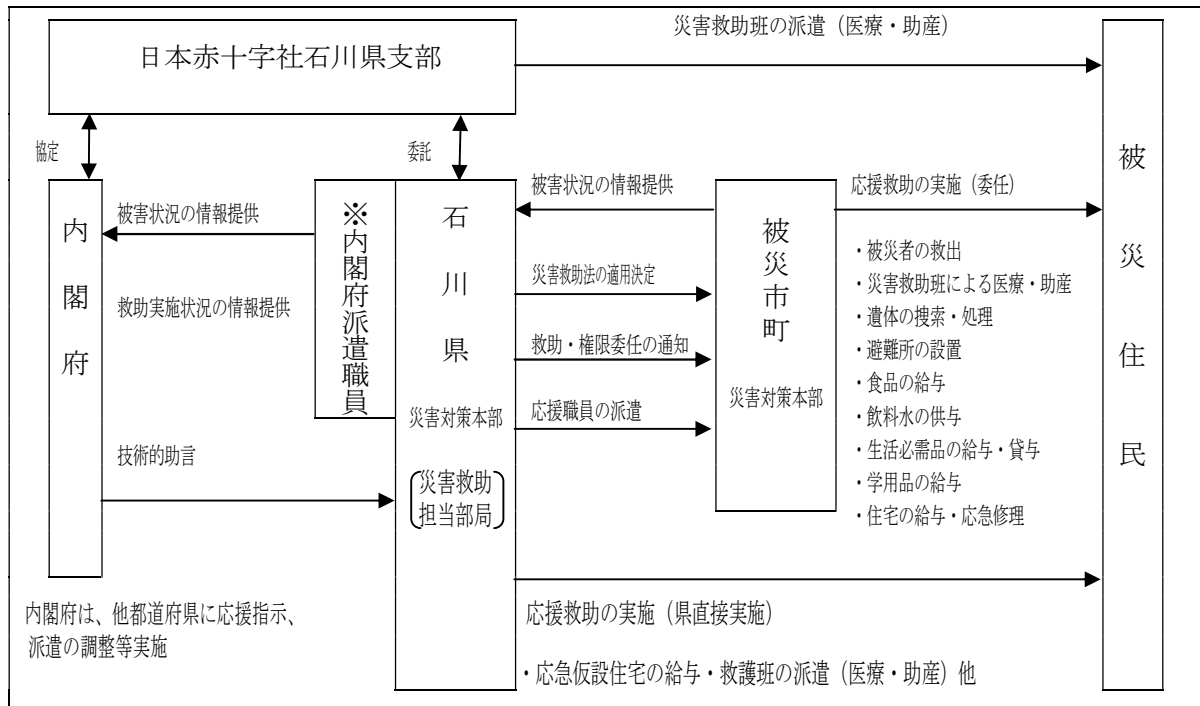 災害救助班の派遣（医療・助産）
日本赤十字社石川県支部
協定
委託
内閣府
被害状況の情報提供
救助実施状況の情報提供
技術的助言
内閣府は、他都道府県に応援指示、
派遣の調整等実施
※内閣府派遣職員
石川県
災害対策本部
災害救助
担当部局
被害状況の情報提供
災害救助法の適用決定
救助・権限委任の通知
応援職員の派遣
被災市町
災害対策本部
応援救助の実施（委任）
・被災者の救出
・災害救助班による医療・助産
・遺体の捜索・処理
・避難所の設置
・食品の給与
・飲料水の供与
・生活必需品の給与・貸与
・学用品の給与
・住宅の給与・応急修理
応援救助の実施（県直接実施）
・応急仮設住宅の給与・救護班の派遣（医療・助産）他
被災住民